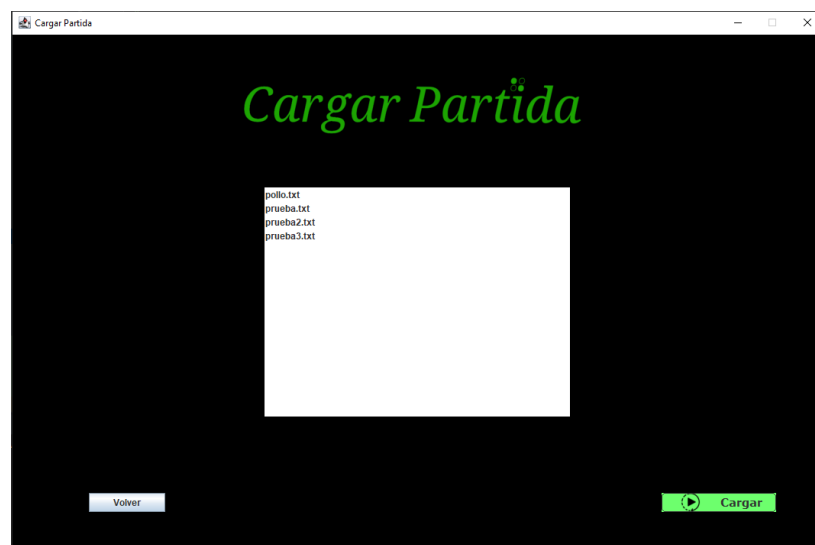 Cargar Partida
Cargar Partida
pollo.txt
prueba.txt
prueba2.txt
prueba3.txt
Volver
Cargar